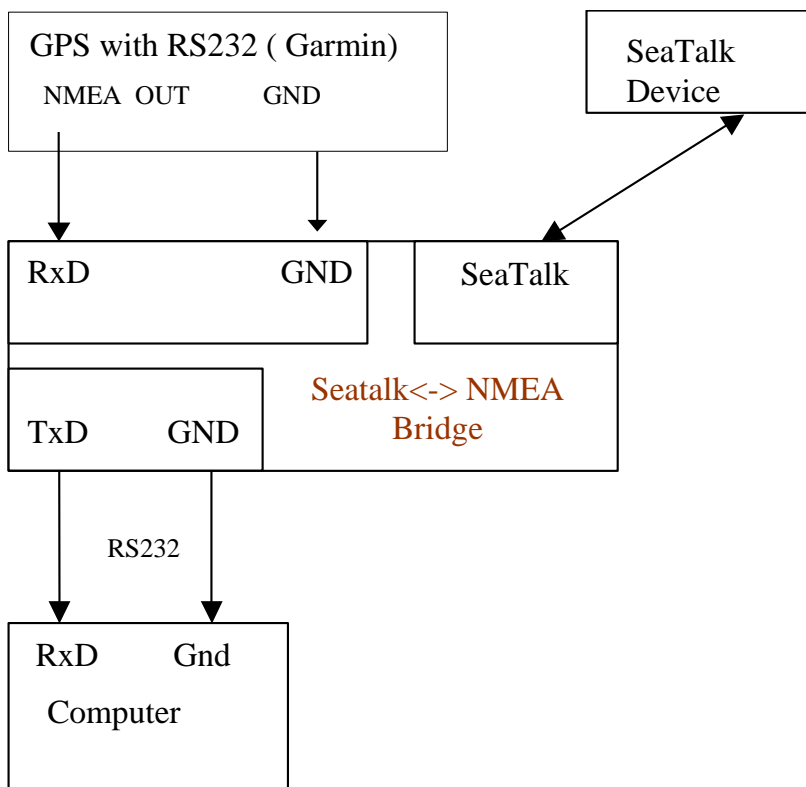 GPS with RS232 ( Garmin)
NMEA OUT GND
SeaTalk
Device
RxD GND
SeaTalk
Seatalk<-> NMEA
Bridge
TxD GND
RS232
RxD Gnd
Computer